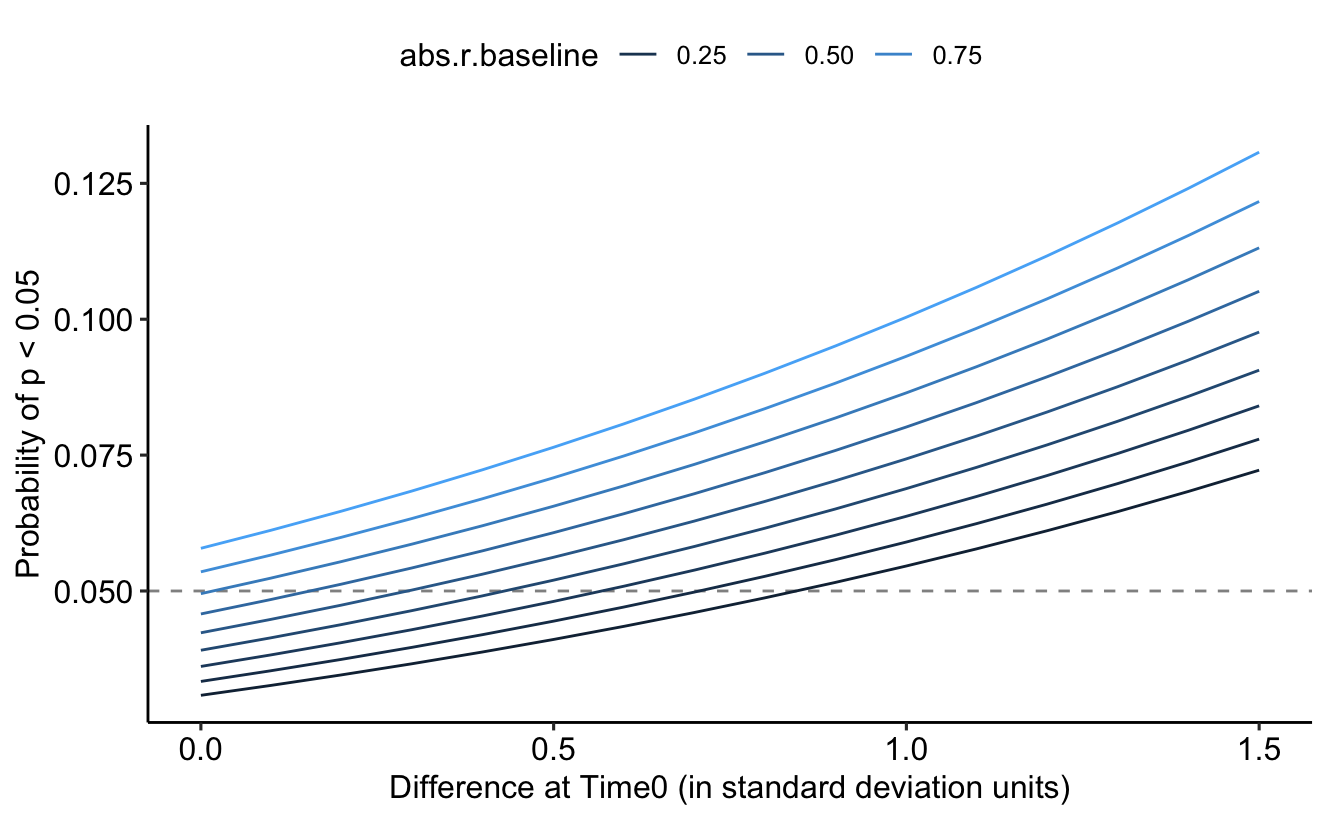 abs.r.baseline 0.25 0.50 0.75
0.125
0.100
0.075
0.050
Probability of p < 0.05
0.0 0.5 1.0 1.5
Difference at Time0 (in standard deviation units)